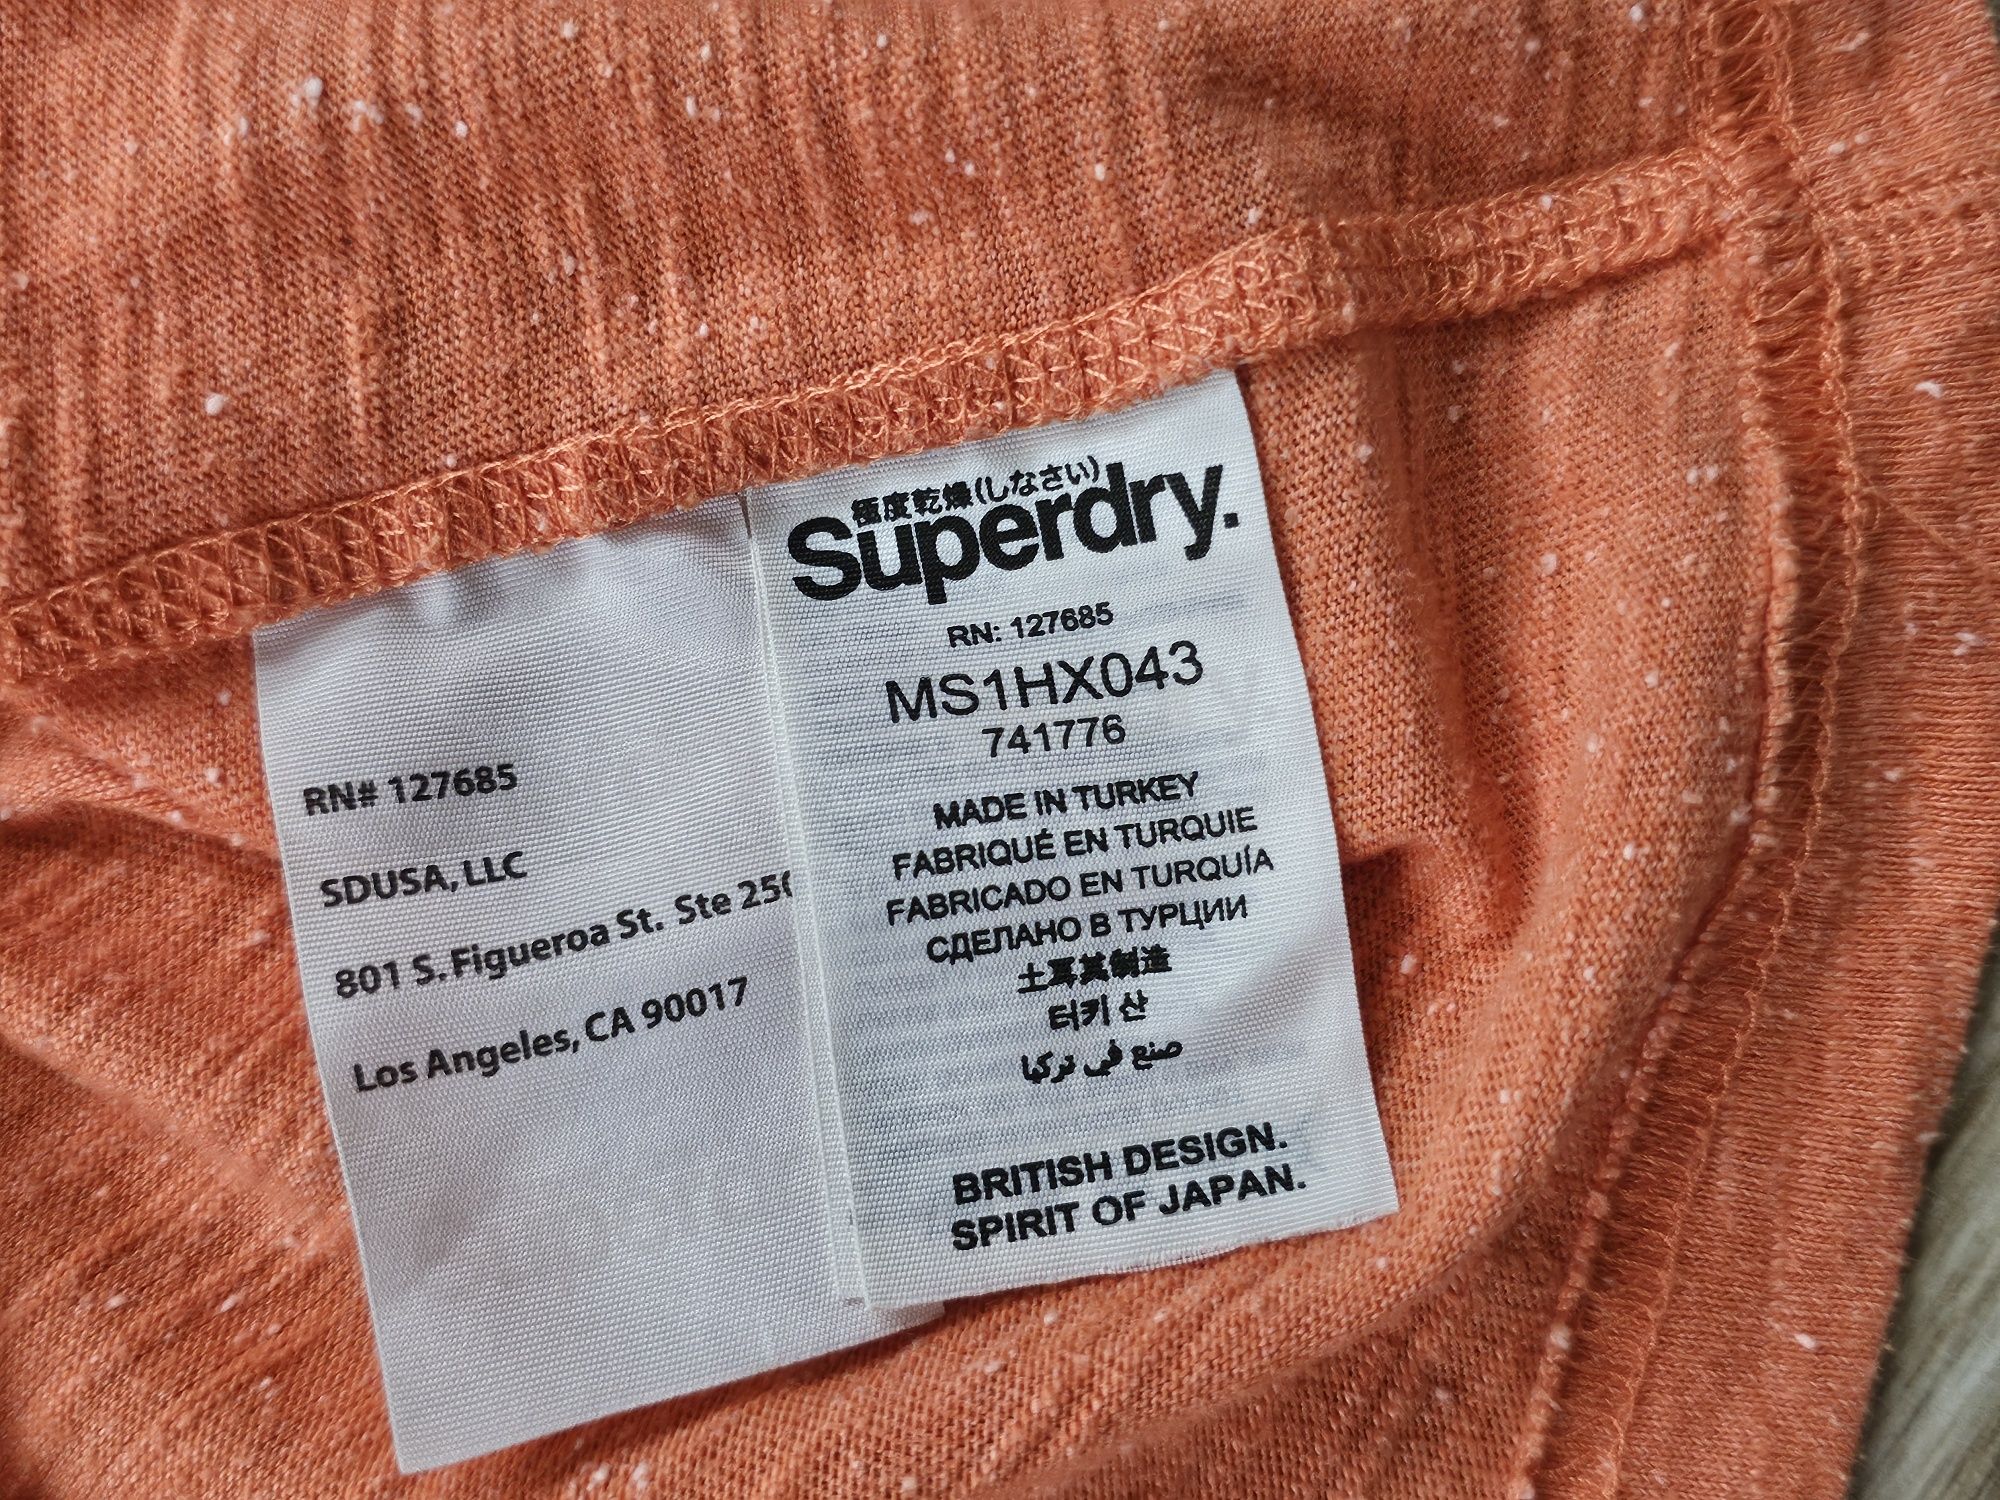 RN# 127685
SDUSA, LLC
801 S. Figueroa St. Ste
Los Angeles, CA 90017
極度乾燥(しなさい)
Superdry.
RN: 127685
MS1HX043
741776
MADE IN TURKEY
FABRIQUÉ EN TURQUIE
FABRICADO EN TURQUÍA
СДЕЛАНО В ТУРЦИИ
土耳其制造
터키 산
صنع في تركيا
BRITISH DESIGN.
SPIRIT OF JAPAN.